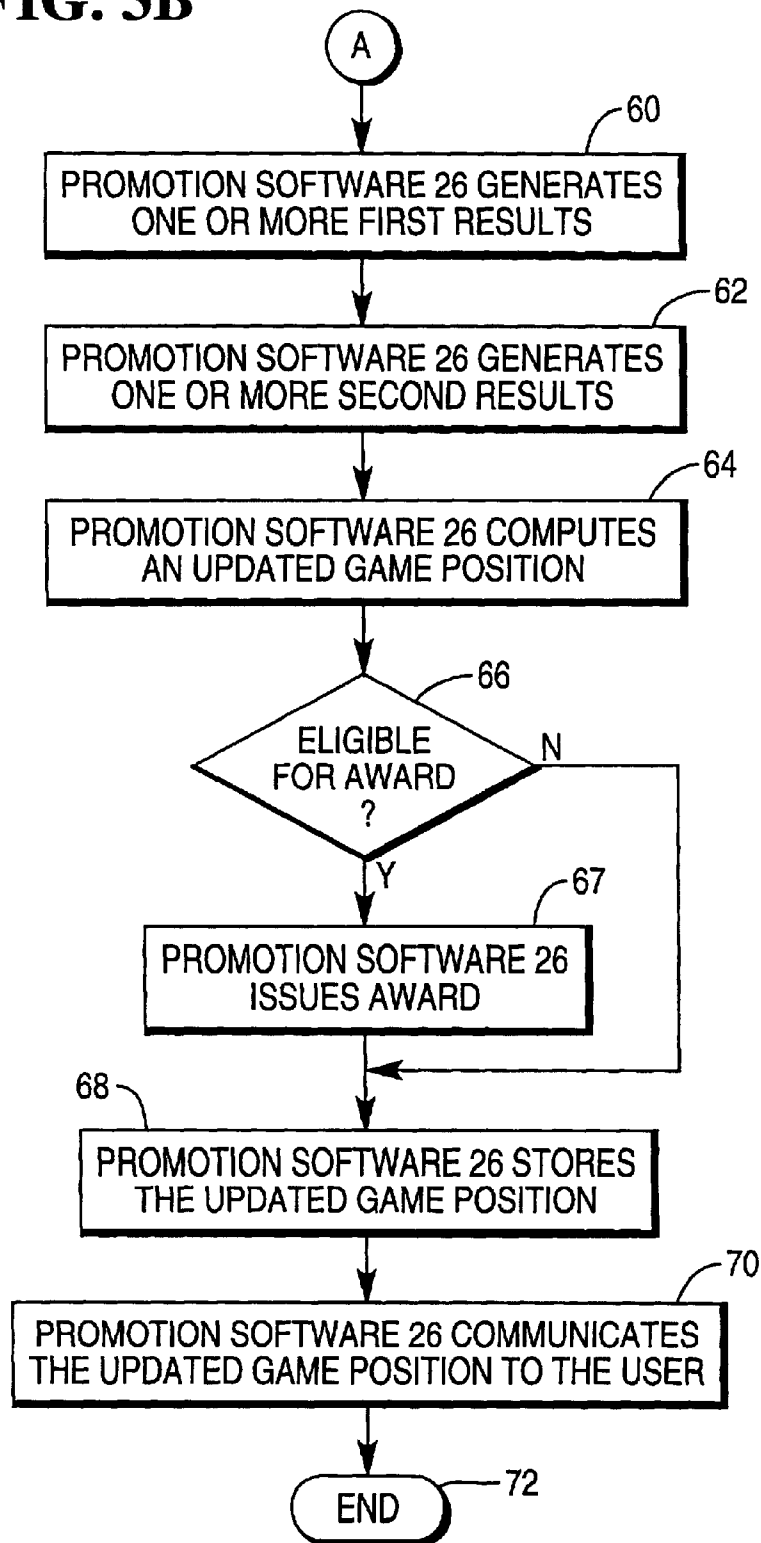 FIG. 3B
A
60
PROMOTION SOFTWARE 26 GENERATES
ONE OR MORE FIRST RESULTS
62
PROMOTION SOFTWARE 26 GENERATES
ONE OR MORE SECOND RESULTS
64
PROMOTION SOFTWARE 26 COMPUTES
AN UPDATED GAME POSITION
66
ELIGIBLE
FOR AWARD
?
N
Y
67
PROMOTION SOFTWARE 26
ISSUES AWARD
68
PROMOTION SOFTWARE 26 STORES
THE UPDATED GAME POSITION
70
PROMOTION SOFTWARE 26 COMMUNICATES
THE UPDATED GAME POSITION TO THE USER
END
72